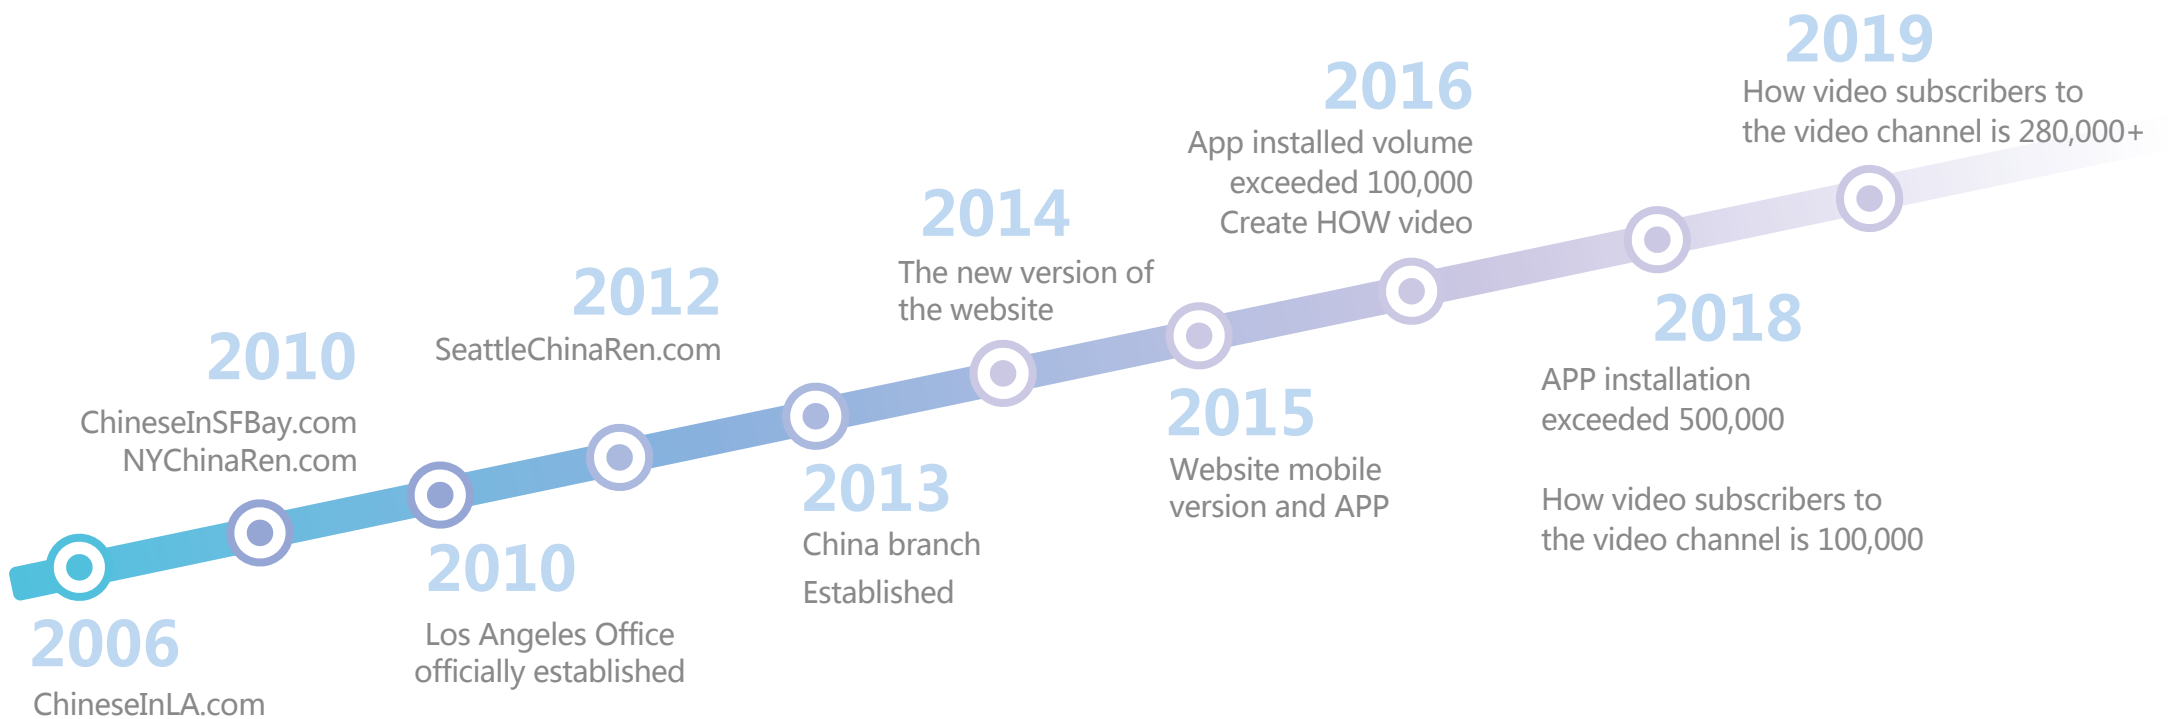 2006
ChineseInLA.com
2010
ChineseInSFBay.com
NYChinaRen.com
2010
Los Angeles Office
officially established
2012
SeattleChinaRen.com
2013
China branch
Established
2014
The new version of
the website
2015
Website mobile
version and APP
2016
App installed volume
exceeded 100,000
Create HOW video
2018
APP installation
exceeded 500,000
How video subscribers to
the video channel is 100,000
2019
How video subscribers to
the video channel is 280,000+